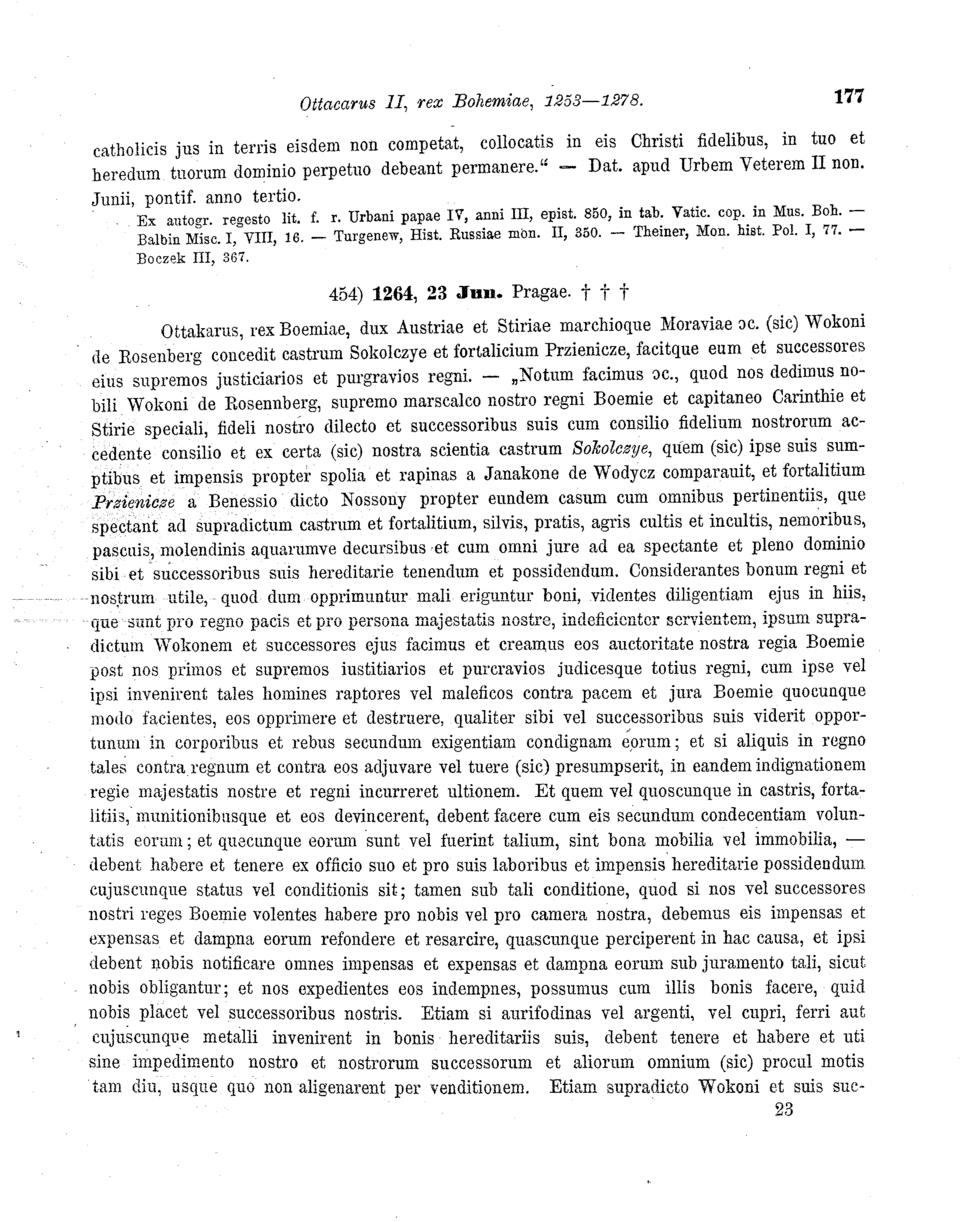 Ottacarus II, rex Bohemiae, 1253—1278. 177
catholicis jus in terris eisdem non competat, collocatis in eis Christi fidelibus, in tuo et
heredum tuorum dominio perpetuo debeant permanere.“ — Dat. apud Urbem Veterem II non.
Junii, pontif. anno tertio.
Ex autogr. regesto lit. f. r. Urbani papae IV, anni III, epist. 850, in tab. Vatic. cop. in Mus. Boh. —
Balbin Misc. I, VIII, 16. — Turgenew, Hist. Russiae mon. II, 350. — Theiner, Mon. hist. Pol. I, 77. —
Boczek III, 367.
454) 1264, 23 Jun. Pragae. † † †
Ottakarus, rex Boemiae, dux Austriae et Stiriae marchioque Moraviae ɔc. (sic) Wokoni
de Rosenberg concedit castrum Sokolczye et fortalicium Przienicze, facitque eum et successores
eius supremos justiciarios et purgravios regni. — „Notum facimus ɔc., quod nos dedimus no-
bili Wokoni de Rosennberg, supremo marscalco nostro regni Boemie et capitaneo Carinthie et
Stirie speciali, fideli nostro dilecto et successoribus suis cum consilio fidelium nostrorum ac-
cedente consilio et ex certa (sic) nostra scientia castrum Sokolczye, quem (sic) ipse suis sum-
ptibus et impensis propter spolia et rapinas a Janakone de Wodycz comparauit, et fortalitium
Przienicze a Benessio dicto Nossony propter eundem casum cum omnibus pertinentiis, que
spectant ad supradictum castrum et fortalitium, silvis, pratis, agris cultis et incultis, nemoribus,
pascuis, molendinis aquarumve decursibus et cum omni jure ad ea spectante et pleno dominio
sibi et successoribus suis hereditarie tenendum et possidendum. Considerantes bonum regni et
nostrum utile, quod dum opprimuntur mali eriguntur boni, videntes diligentiam ejus in hiis,
que sunt pro regno pacis et pro persona majestatis nostre, indeficienter servientem, ipsum supra-
dictum Wokonem et successores ejus facimus et creamus eos auctoritate nostra regia Boemie
post nos primos et supremos iustitiarios et purcravios judicesque totius regni, cum ipse vel
ipsi invenirent tales homines raptores vel maleficos contra pacem et jura Boemie quocunque
modo facientes, eos opprimere et destruere, qualiter sibi vel successoribus suis viderit oppor-
tunum in corporibus et rebus secundum exigentiam condignam eorum; et si aliquis in regno
tales contra regnum et contra eos adjuvare vel tuere (sic) presumpserit, in eandem indignationem
regie majestatis nostre et regni incurreret ultionem. Et quem vel quoscunque in castris, forta-
litiis, munitionibusque et eos devincerent, debent facere cum eis secundum condecentiam volun-
tatis eorum; et quecunque eorum sunt vel fuerint talium, sint bona mobilia vel immobilia, —
debent habere et tenere ex officio suo et pro suis laboribus et impensis hereditarie possidendum
cujuscunque status vel conditionis sit; tamen sub tali conditione, quod si nos vel successores
nostri reges Boemie volentes habere pro nobis vel pro camera nostra, debemus eis impensas et
expensas et dampna eorum refondere et resarcire, quascunque perciperent in hac causa, et ipsi
debent nobis notificare omnes impensas et expensas et dampna eorum sub juramento tali, sicut
nobis obligantur; et nos expedientes eos indempnes, possumus cum illis bonis facere, quid
nobis placet vel successoribus nostris. Etiam si aurifodinas vel argenti, vel cupri, ferri aut
cujuscunque metalli invenirent in bonis hereditariis suis, debent tenere et habere et uti
sine impedimento nostro et nostrorum successorum et aliorum omnium (sic) procul motis
tam diu, usque quo non aligenarent per venditionem. Etiam supradicto Wokoni et suis suc-
23